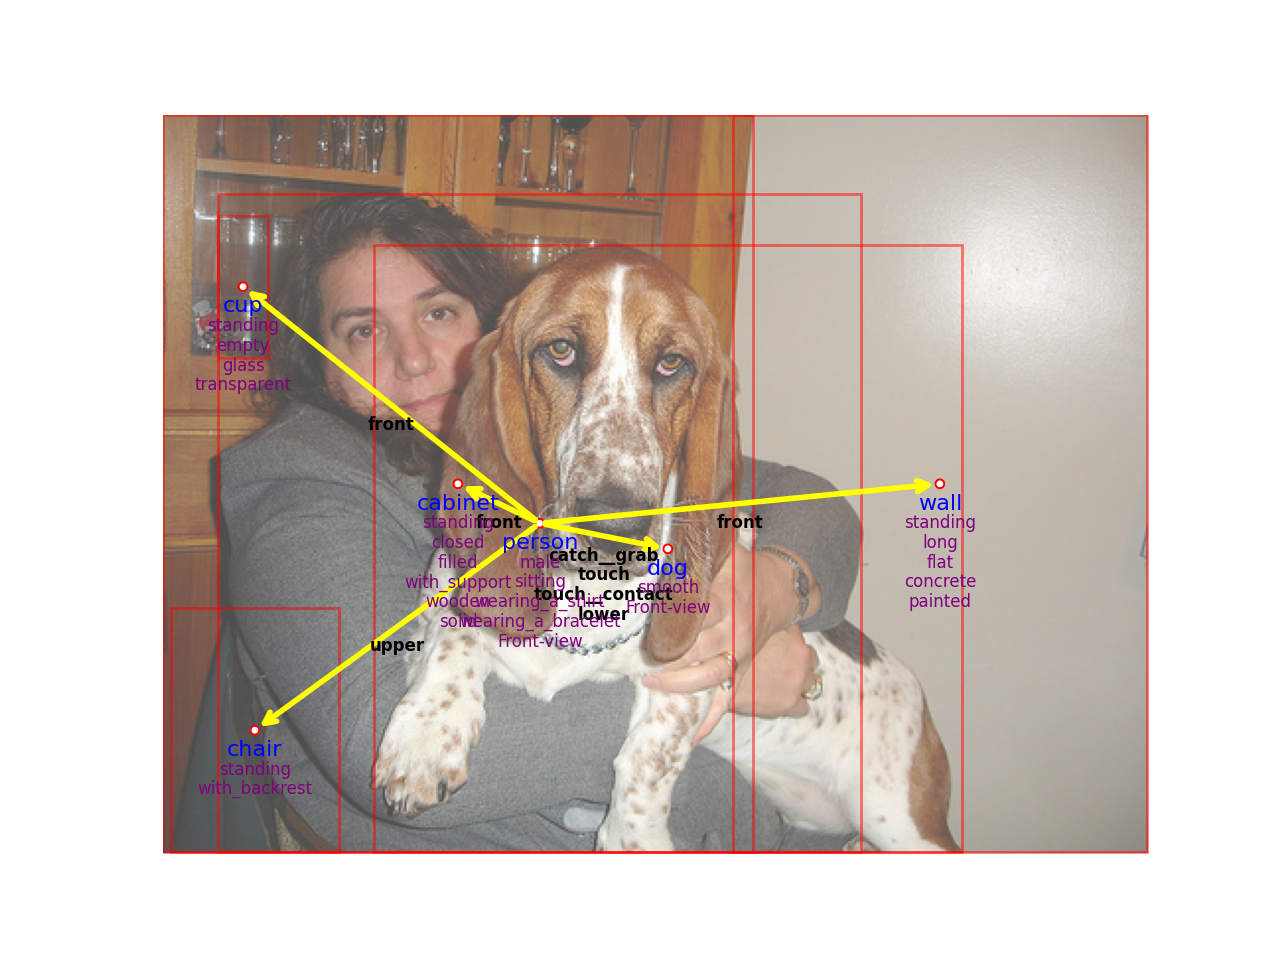 cup
standing
empty
glass
transparent
front
cabinet
standing
closed
filled
with_support
wooden
solid
front
person
male
sitting
wearing_a_shirt
wearing_a_bracelet
Front-view
catch__grab
touch
touch__contact
lower
dog
smooth
Front-view
front
wall
standing
long
flat
concrete
painted
upper
chair
standing
with_backrest